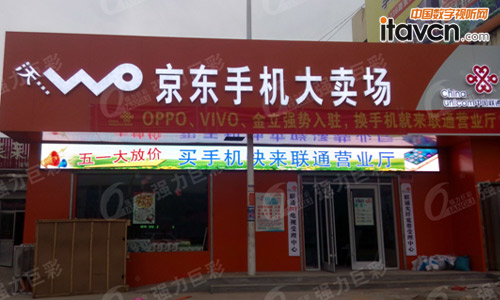 中国数字视听网
itavcn.com
沃...
WO 京东手机大卖场
China
unicom中国联通
OPPO、VIVO、金立强势入驻，换手机就来联通营业厅
五一大放价 买手机 快来联通营业厅
强力巨彩